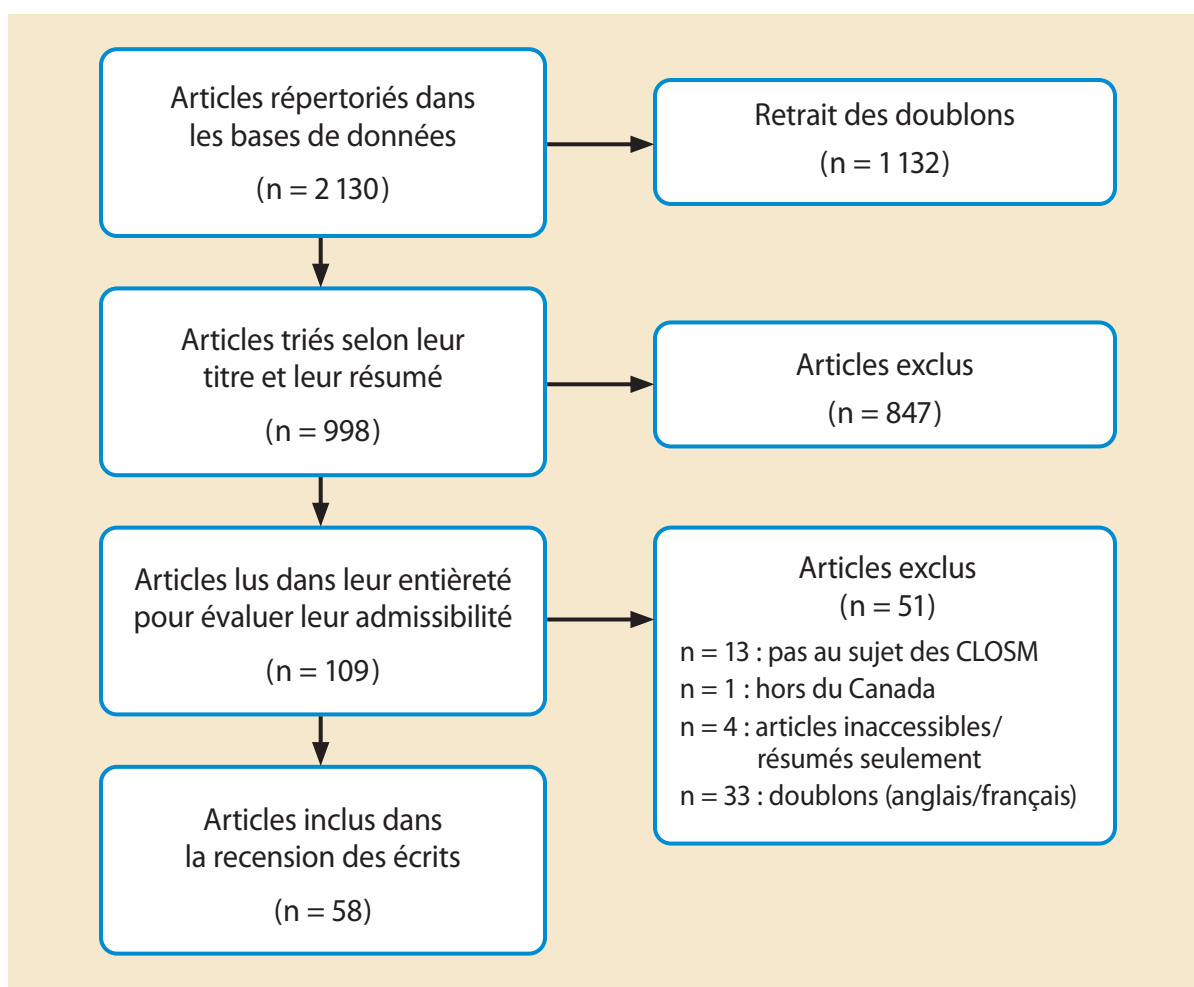 Articles répertoriés dans
les bases de données
(n = 2 130)
Retrait des doublons
(n = 1 132)
Articles triés selon leur
titre et leur résumé
(n = 998)
Articles exclus
(n = 847)
Articles lus dans leur entièreté
pour évaluer leur admissibilité
(n = 109)
Articles exclus
(n = 51)
n = 13 : pas au sujet des CLOSM
n = 1 : hors du Canada
n = 4 : articles inaccessibles/
résumés seulement
n = 33 : doublons (anglais/français)
Articles inclus dans
la recension des écrits
(n = 58)